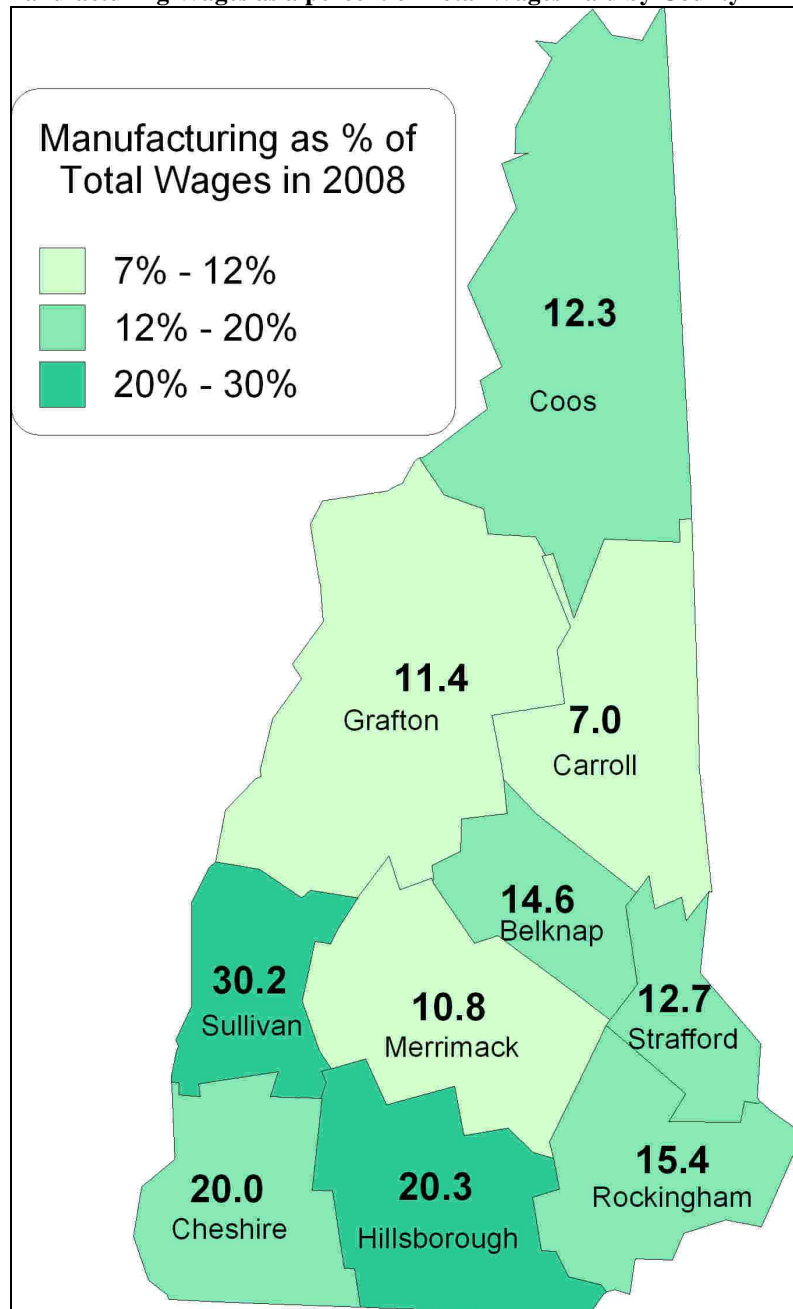 Manufacturing as % of
Total Wages in 2008
7% - 12%
12% - 20%
20% - 30%
12.3
Coos
11.4
Grafton
7.0
Carroll
14.6
Belknap
30.2
Sullivan
10.8
Merrimack
12.7
Strafford
20.0
Cheshire
20.3
Hillsborough
15.4
Rockingham